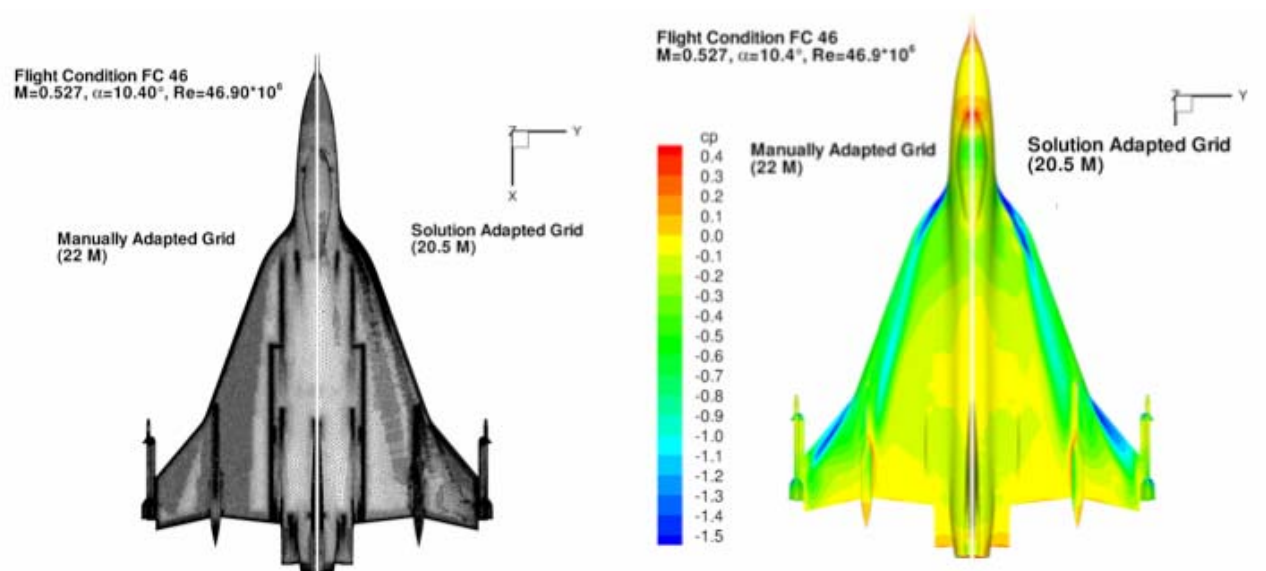 Flight Condition FC 46
M=0.527, α=10.40°, Re=46.90*10⁶
Z
Y
X
Manually Adapted Grid
(22 M)
Solution Adapted Grid
(20.5 M)
Flight Condition FC 46
M=0.527, α=10.4°, Re=46.9*10⁶
Z
Y
cp
0.4
0.3
0.2
0.1
0.0
-0.1
-0.2
-0.3
-0.4
-0.5
-0.6
-0.7
-0.8
-0.9
-1.0
-1.1
-1.2
-1.3
-1.4
-1.5
Manually Adapted Grid
(22 M)
Solution Adapted Grid
(20.5 M)